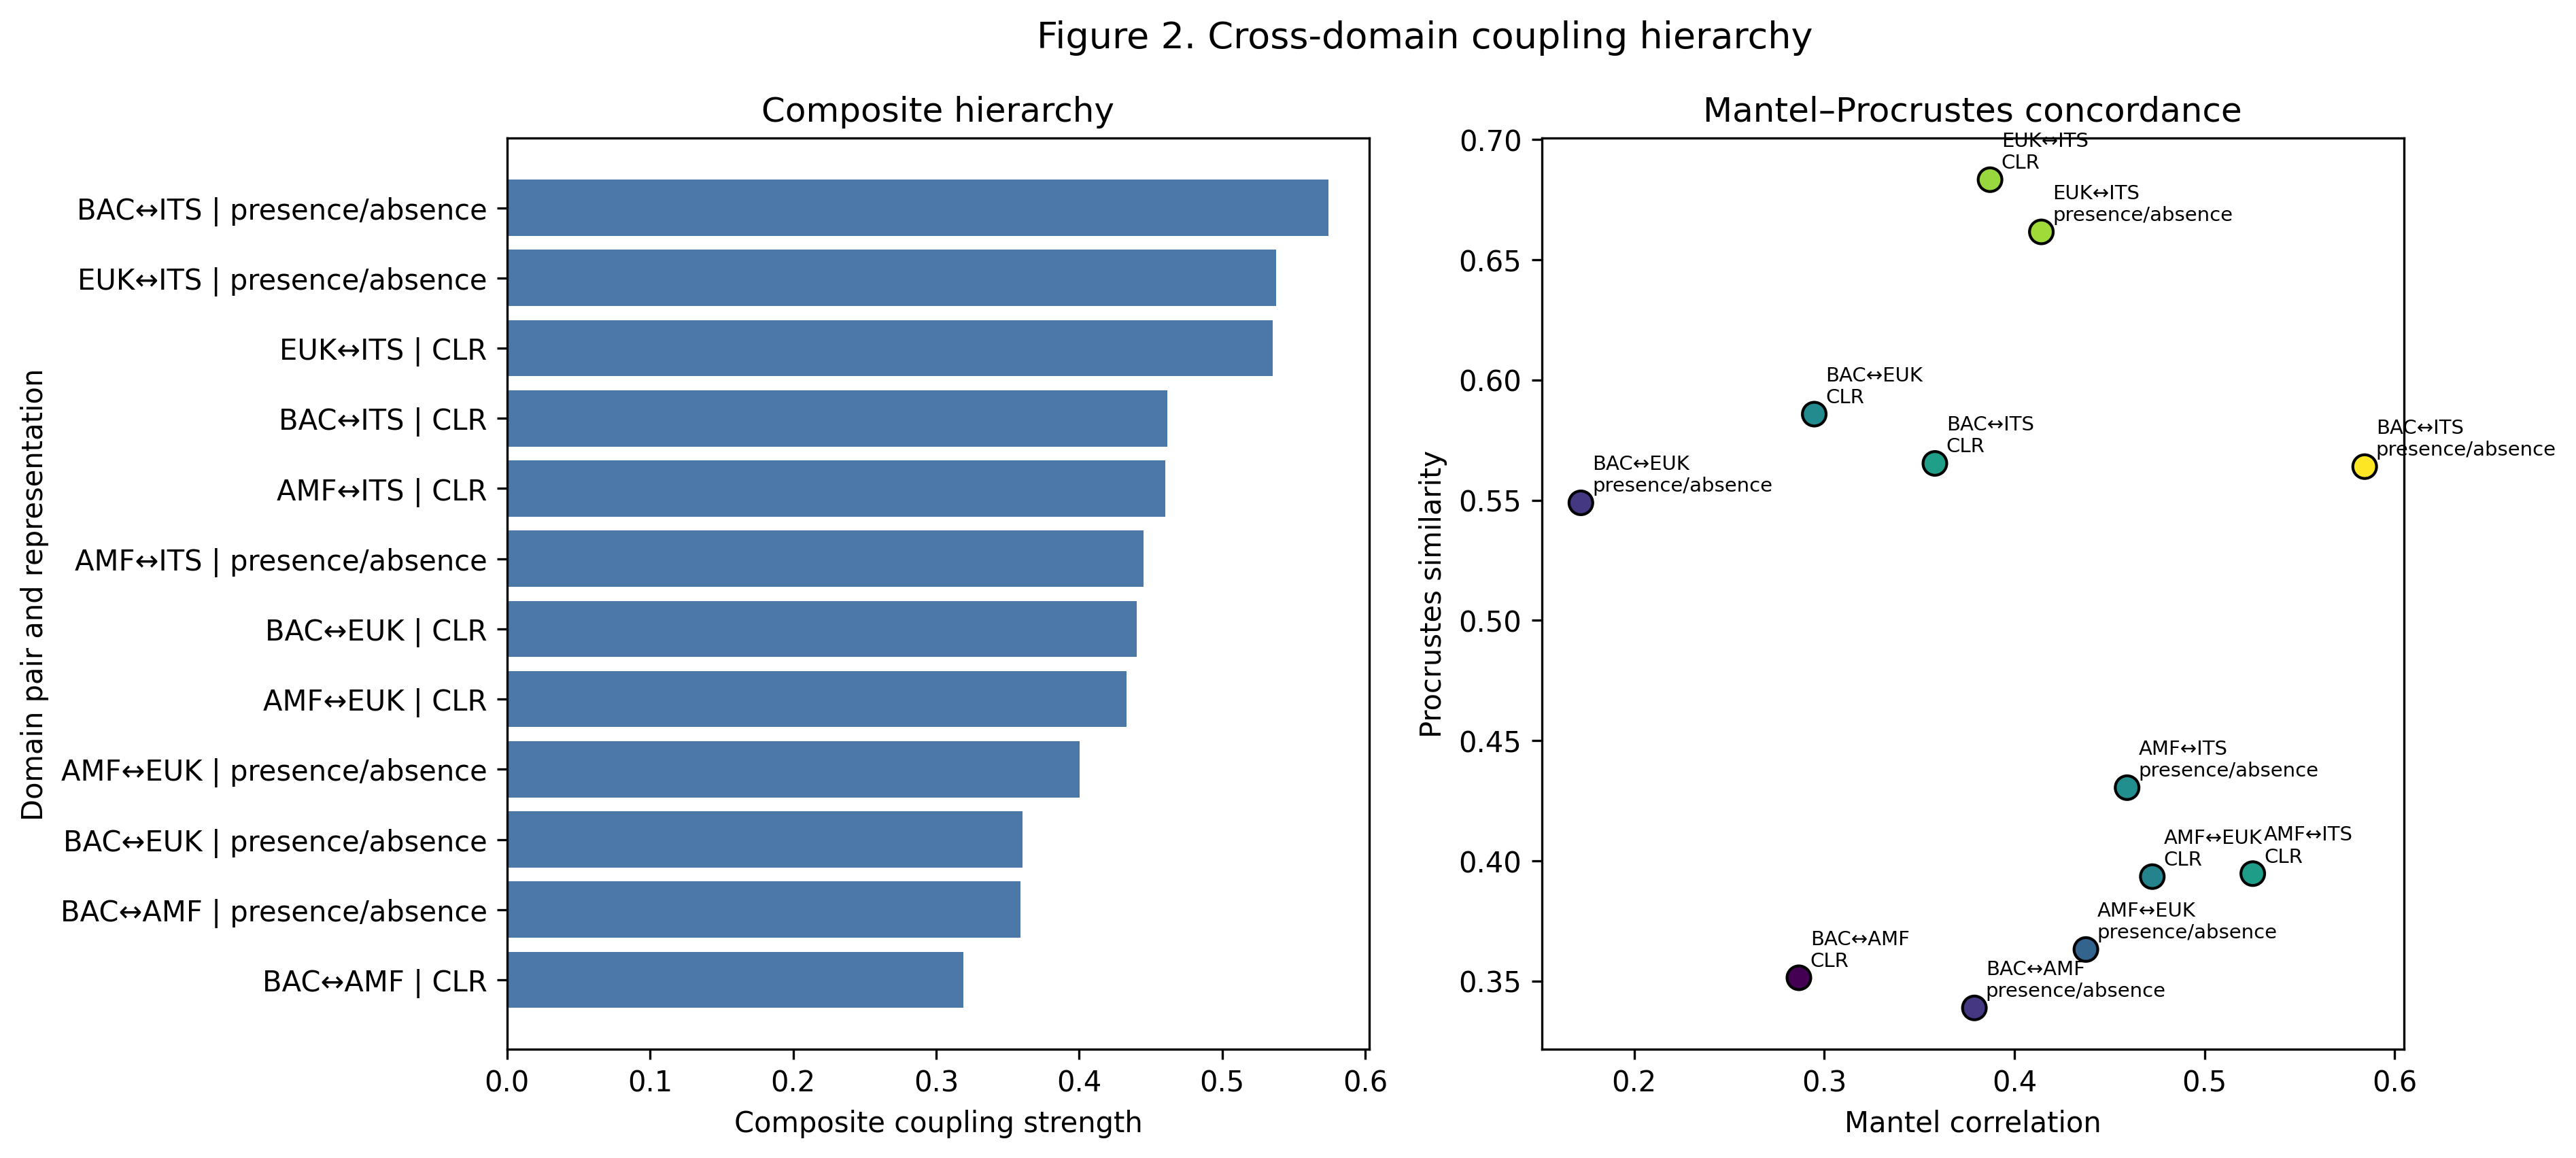 Figure 2. Cross-domain coupling hierarchy
Composite hierarchy
Domain pair and representation
BAC↔ITS | presence/absence
EUK↔ITS | presence/absence
EUK↔ITS | CLR
BAC↔ITS | CLR
AMF↔ITS | CLR
AMF↔ITS | presence/absence
BAC↔EUK | CLR
AMF↔EUK | CLR
AMF↔EUK | presence/absence
BAC↔EUK | presence/absence
BAC↔AMF | presence/absence
BAC↔AMF | CLR
0.0 0.1 0.2 0.3 0.4 0.5 0.6
Composite coupling strength
Mantel–Procrustes concordance
Procrustes similarity
0.70
0.65
0.60
0.55
0.50
0.45
0.40
0.35
EUK↔ITS
CLR
EUK↔ITS
presence/absence
BAC↔EUK
CLR
BAC↔ITS
CLR
BAC↔ITS
presence/absence
BAC↔EUK
presence/absence
AMF↔ITS
presence/absence
AMF↔EUK
CLR
AMF↔ITS
CLR
AMF↔EUK
presence/absence
BAC↔AMF
CLR
BAC↔AMF
presence/absence
0.2 0.3 0.4 0.5 0.6
Mantel correlation